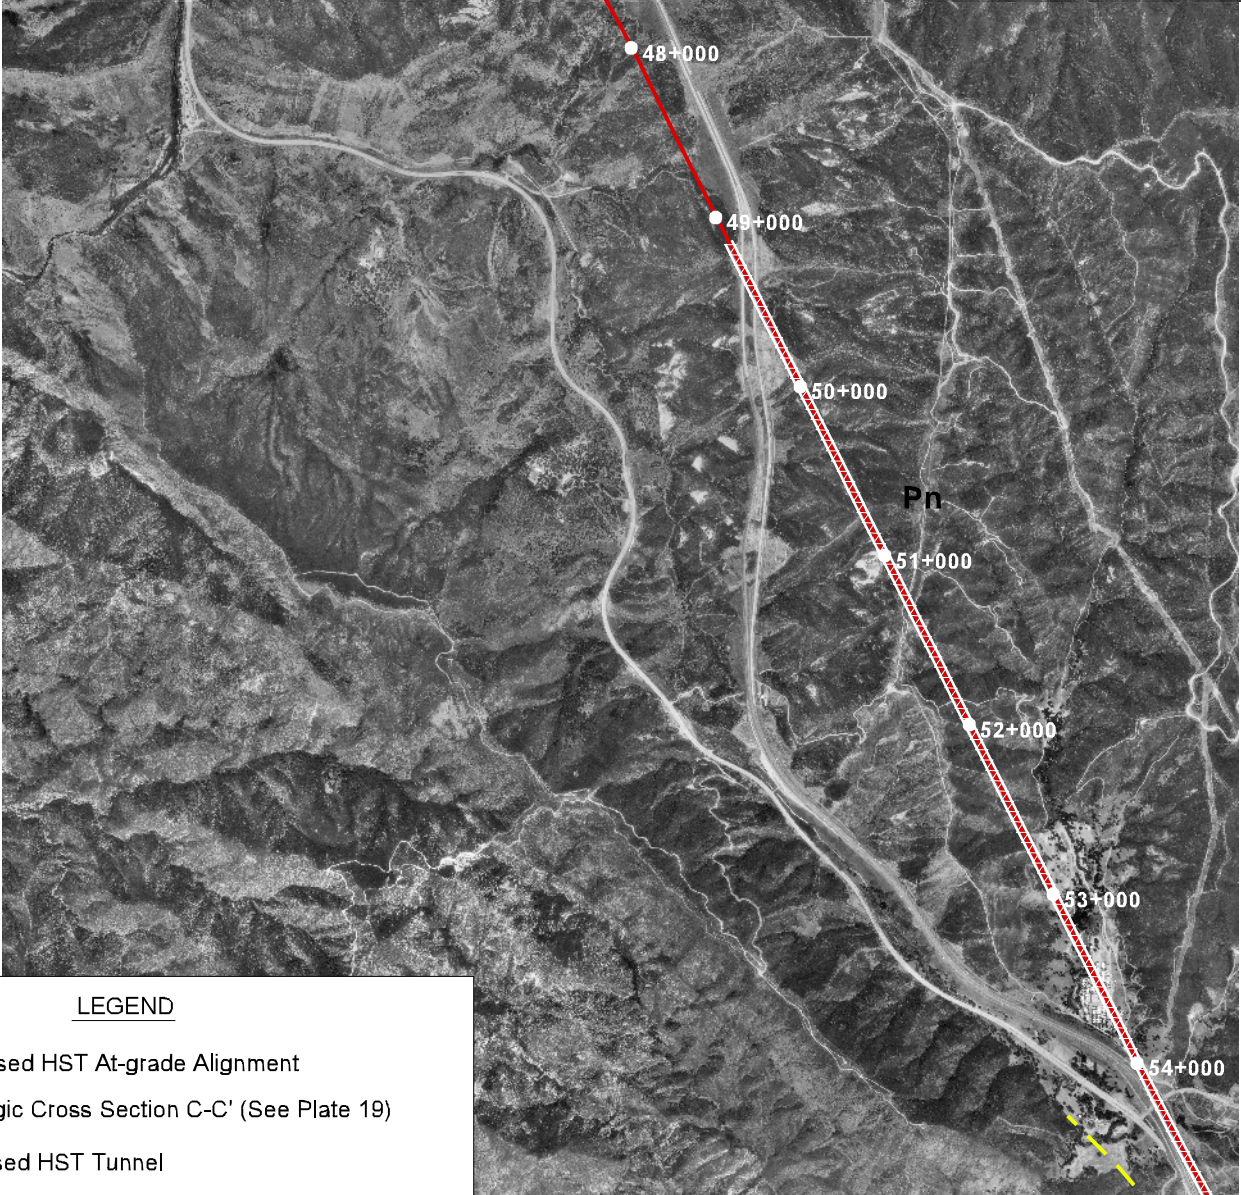 48+000
49+000
50+000
Pn
51+000
52+000
53+000
54+000
LEGEND
sed HST At-grade Alignment
gic Cross Section C-C' (See Plate 19)
sed HST Tunnel